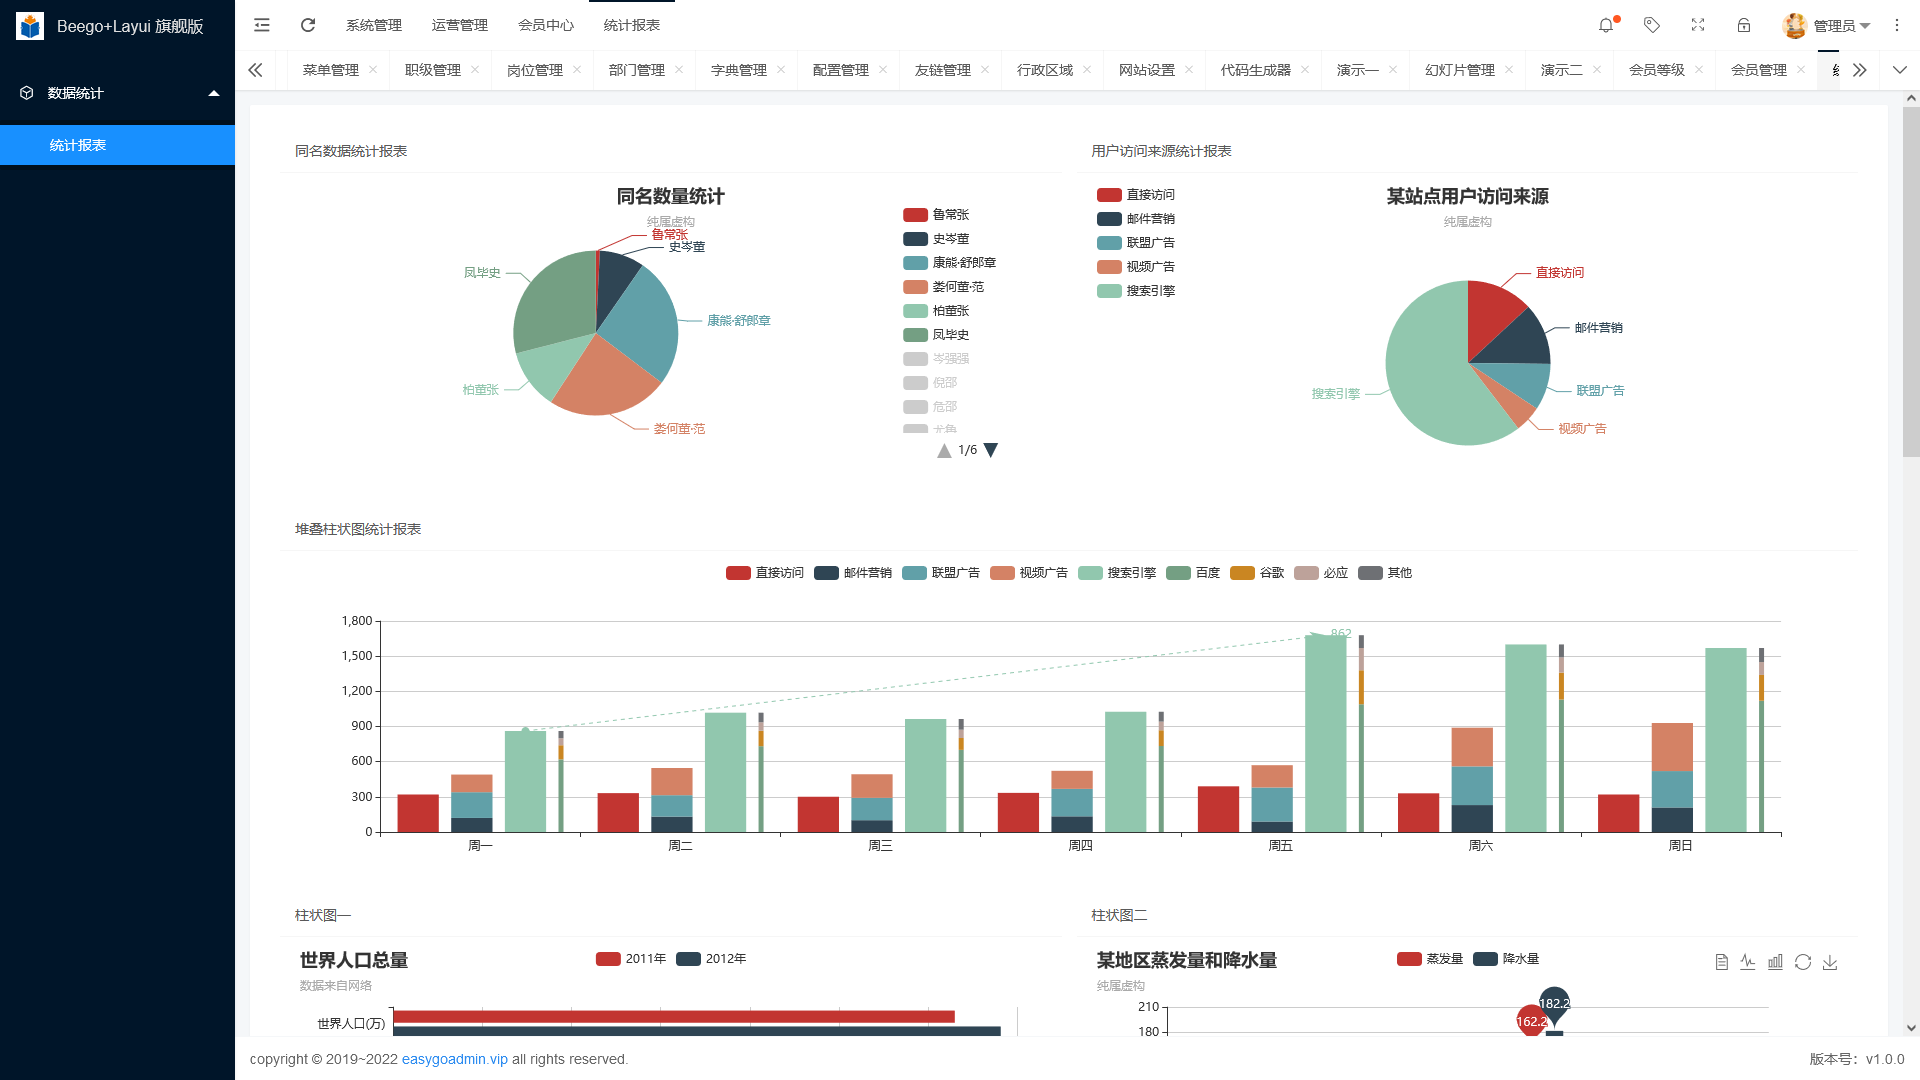 Beego+Layui 旗舰版
系统管理 运营管理 会员中心 统计报表 管理员
菜单管理 职级管理 岗位管理 部门管理 字典管理 配置管理 友链管理 行政区域 网站设置 代码生成器 演示一 幻灯片管理 演示二 会员等级 会员管理
数据统计
统计报表
同名数据统计报表
同名数量统计
纯属虚构
鲁常张
史岑董
康熊·舒郎章
娄何董·范
柏董张
凤毕史
鲁常张
史岑董
康熊·舒郎章
娄何董·范
柏董张
凤毕史
岑强强
倪邵
危邵
尤鲁
1/6
用户访问来源统计报表
直接访问
邮件营销
联盟广告
视频广告
搜索引擎
某站点用户访问来源
纯属虚构
直接访问
邮件营销
联盟广告
视频广告
搜索引擎
堆叠柱状图统计报表
直接访问 邮件营销 联盟广告 视频广告 搜索引擎 百度 谷歌 必应 其他
1,800
1,500
1,200
900
600
300
0
862
周一 周二 周三 周四 周五 周六 周日
柱状图一
世界人口总量
数据来自网络
2011年 2012年
世界人口(万)
柱状图二
某地区蒸发量和降水量
纯属虚构
蒸发量 降水量
210
180
182.2
162.2
copyright © 2019~2022 easygoadmin.vip all rights reserved.
版本号：v1.0.0